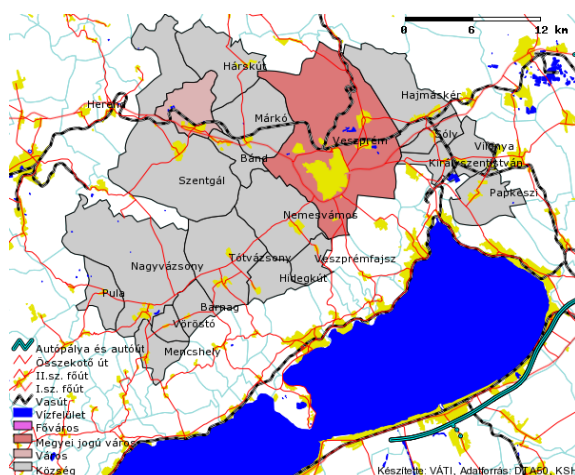 0 6 12 km
Hárskút
Hajmáskér
Herend
Márkó
Sóly
Veszprém
Vilonya
Bánd
Királyszentistván
Szentgál
Papkeszi
Nemesvámos
Tótvázsony
Veszprémfajsz
Nagyvázsony
Hidegkút
Pula
Barnag
Vöröstó
Mencshely
Autópálya és autóút
Összekotő út
II.sz. főút
I.sz. főút
Vasút
Vízfelület
Főváros
Megyei jogú város
Város
Község
Készítette: VÁTI, Adatforrás: DTA50, KSH